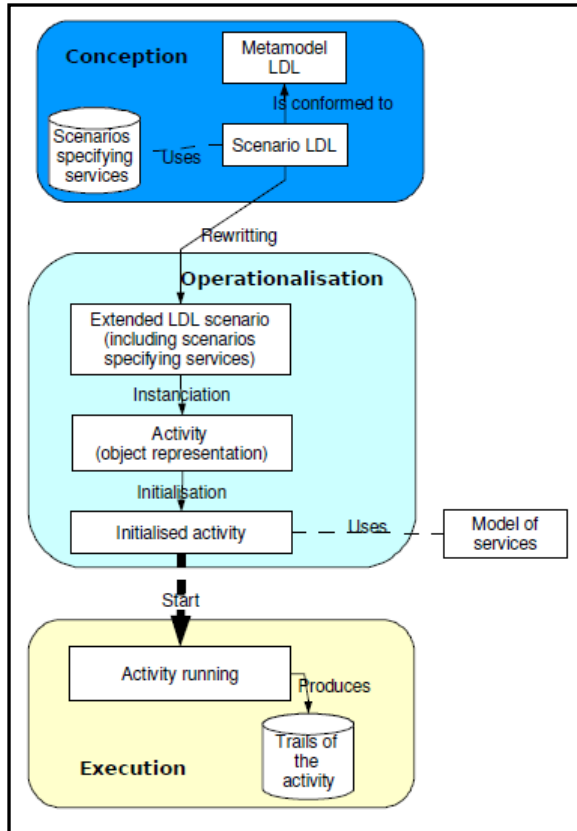 Conception
Metamodel
LDL
Is conformed to
Scenarios
specifying
services
Uses
Scenario LDL
Rewritting
Operationalisation
Extended LDL scenario
(including scenarios
specifying services)
Instanciation
Activity
(object representation)
Initialisation
Initialised activity
Uses
Model of
services
Start
Activity running
Produces
Trails of
the
activity
Execution